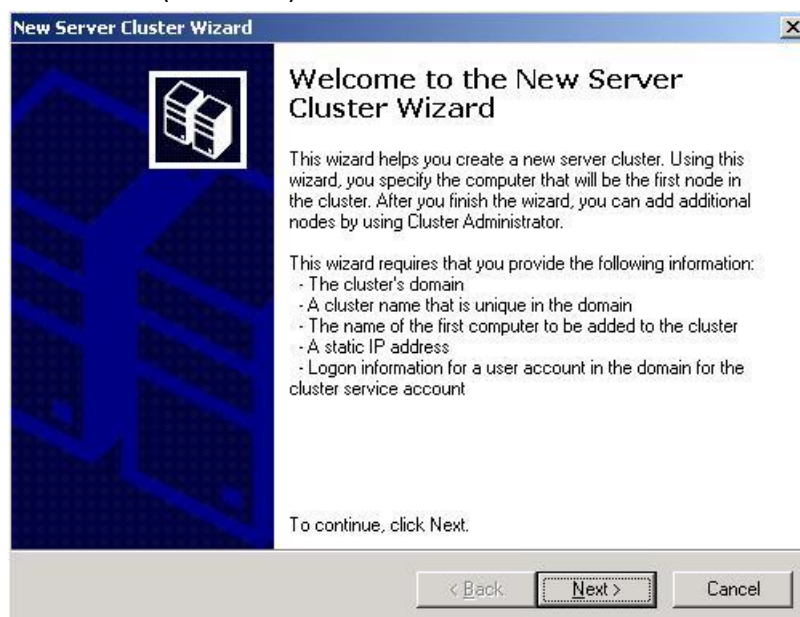 New Server Cluster Wizard
Welcome to the New Server
Cluster Wizard
This wizard helps you create a new server cluster. Using this
wizard, you specify the computer that will be the first node in
the cluster. After you finish the wizard, you can add additional
nodes by using Cluster Administrator.
This wizard requires that you provide the following information:
- The cluster's domain
- A cluster name that is unique in the domain
- The name of the first computer to be added to the cluster
- A static IP address
- Logon information for a user account in the domain for the
cluster service account
To continue, click Next.
< Back
Next >
Cancel